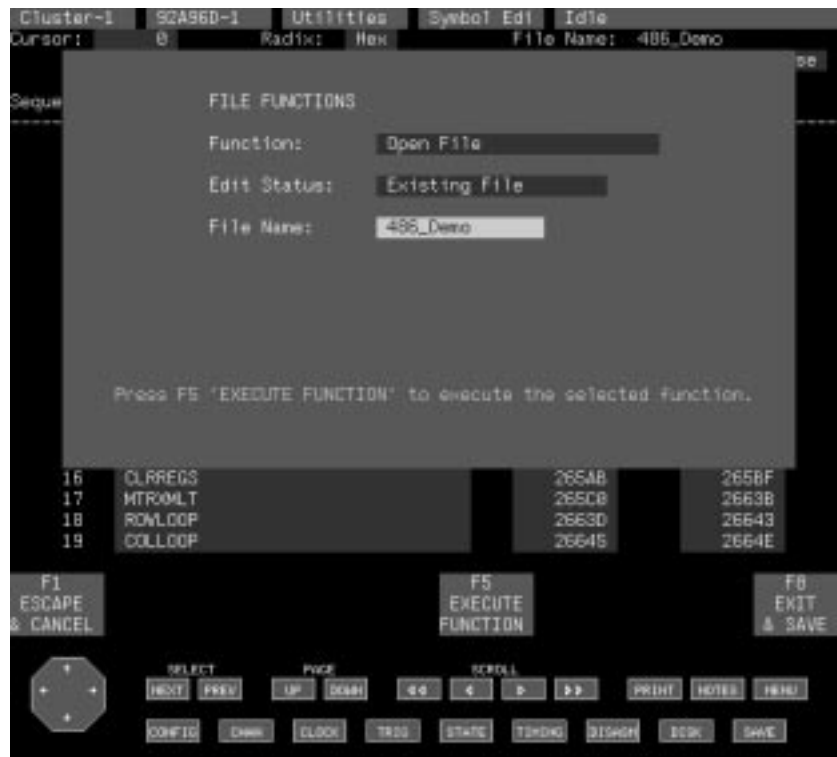 Cluster-1 92A96D-1 Utilities Symbol Edi Idle
Cursor: 0 Radix: Hex File Name: 486_Demo
se
Seque
FILE FUNCTIONS
Function: Open File
Edit Status: Existing File
File Name: 486_Demo
Press F5 'EXECUTE FUNCTION' to execute the selected function.
16 CLRREGS 265AB 265BF
17 MTRXMLT 265C0 2663B
18 ROWLOOP 2663D 26643
19 COLLOOP 26645 2664E
F1 F5 F8
ESCAPE EXECUTE EXIT
& CANCEL FUNCTION & SAVE
SELECT PAGE SCROLL
NEXT PREV UP DOWN PRINT NOTES MENU
CONFIG CHAN CLOCK TRIG STATE TIMING DISASM DISK SAVE